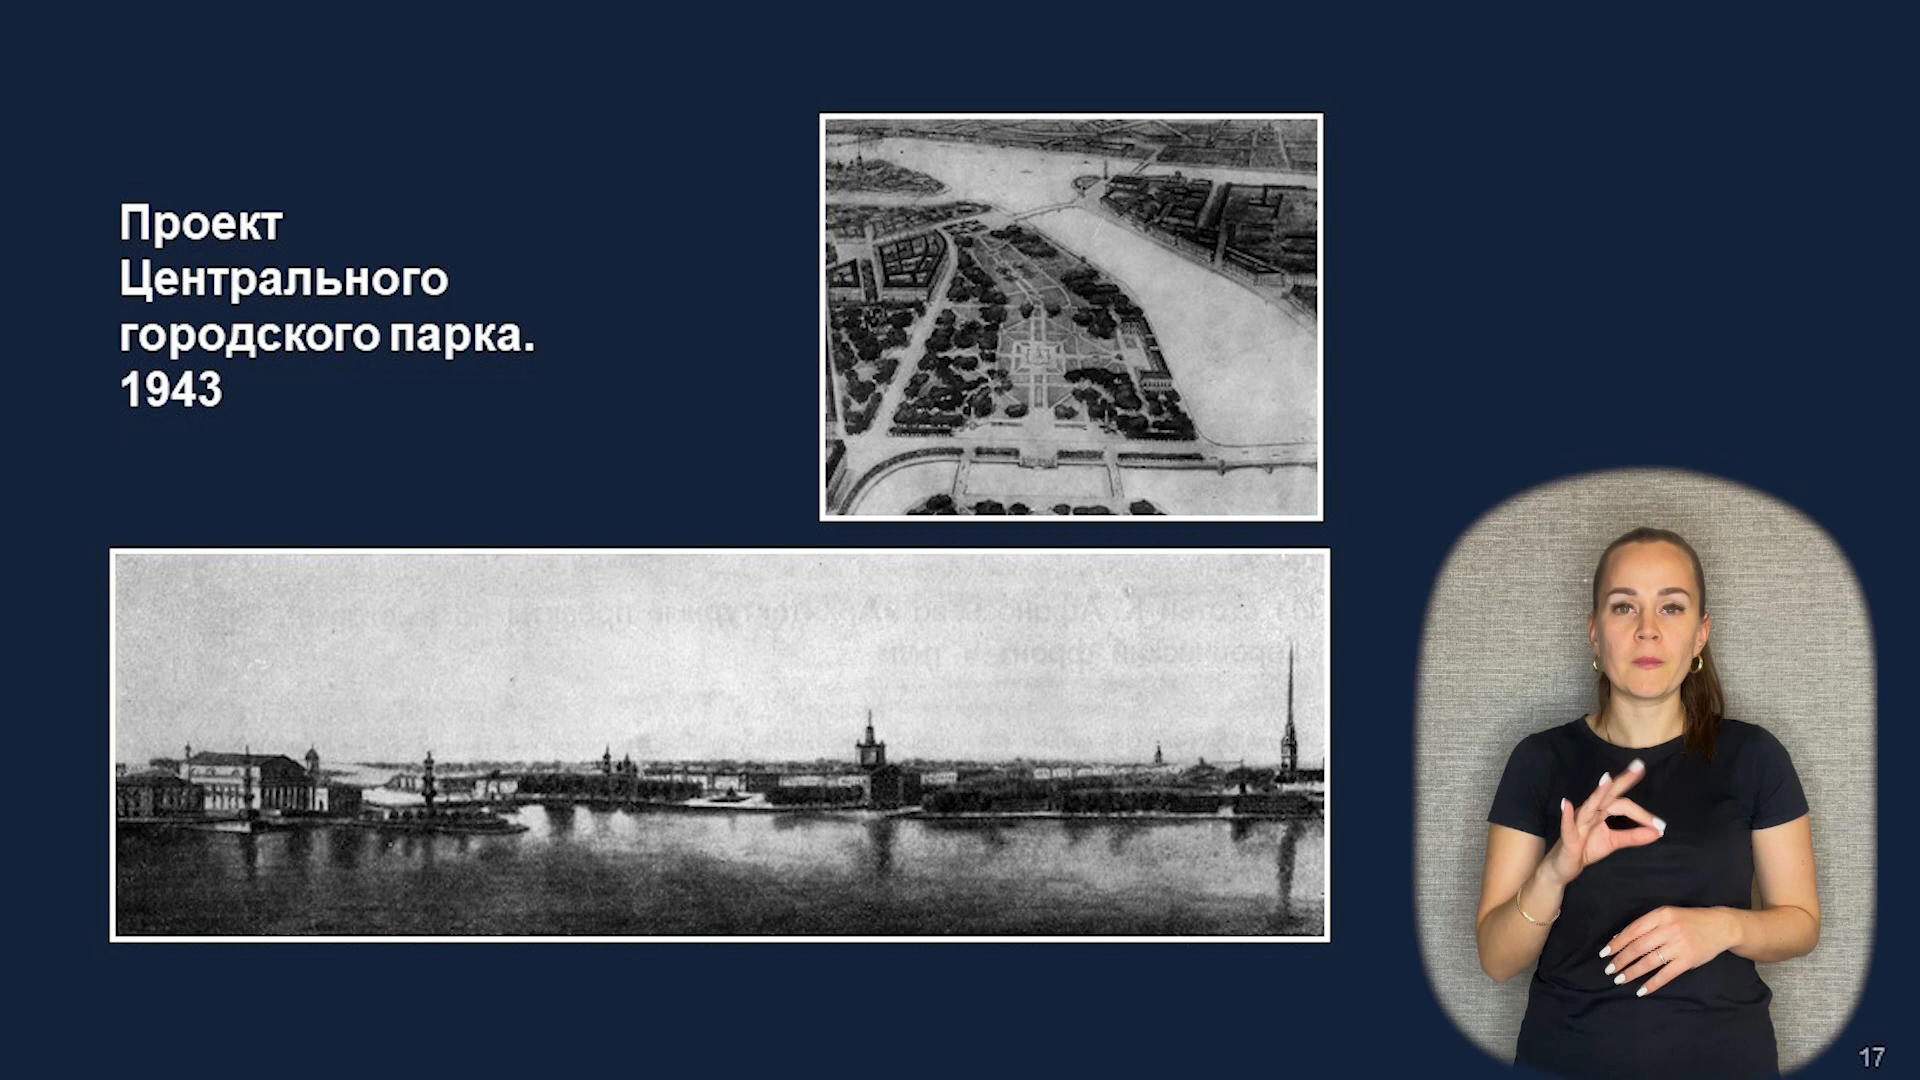 Проект
Центрального
городского парка.
1943
17